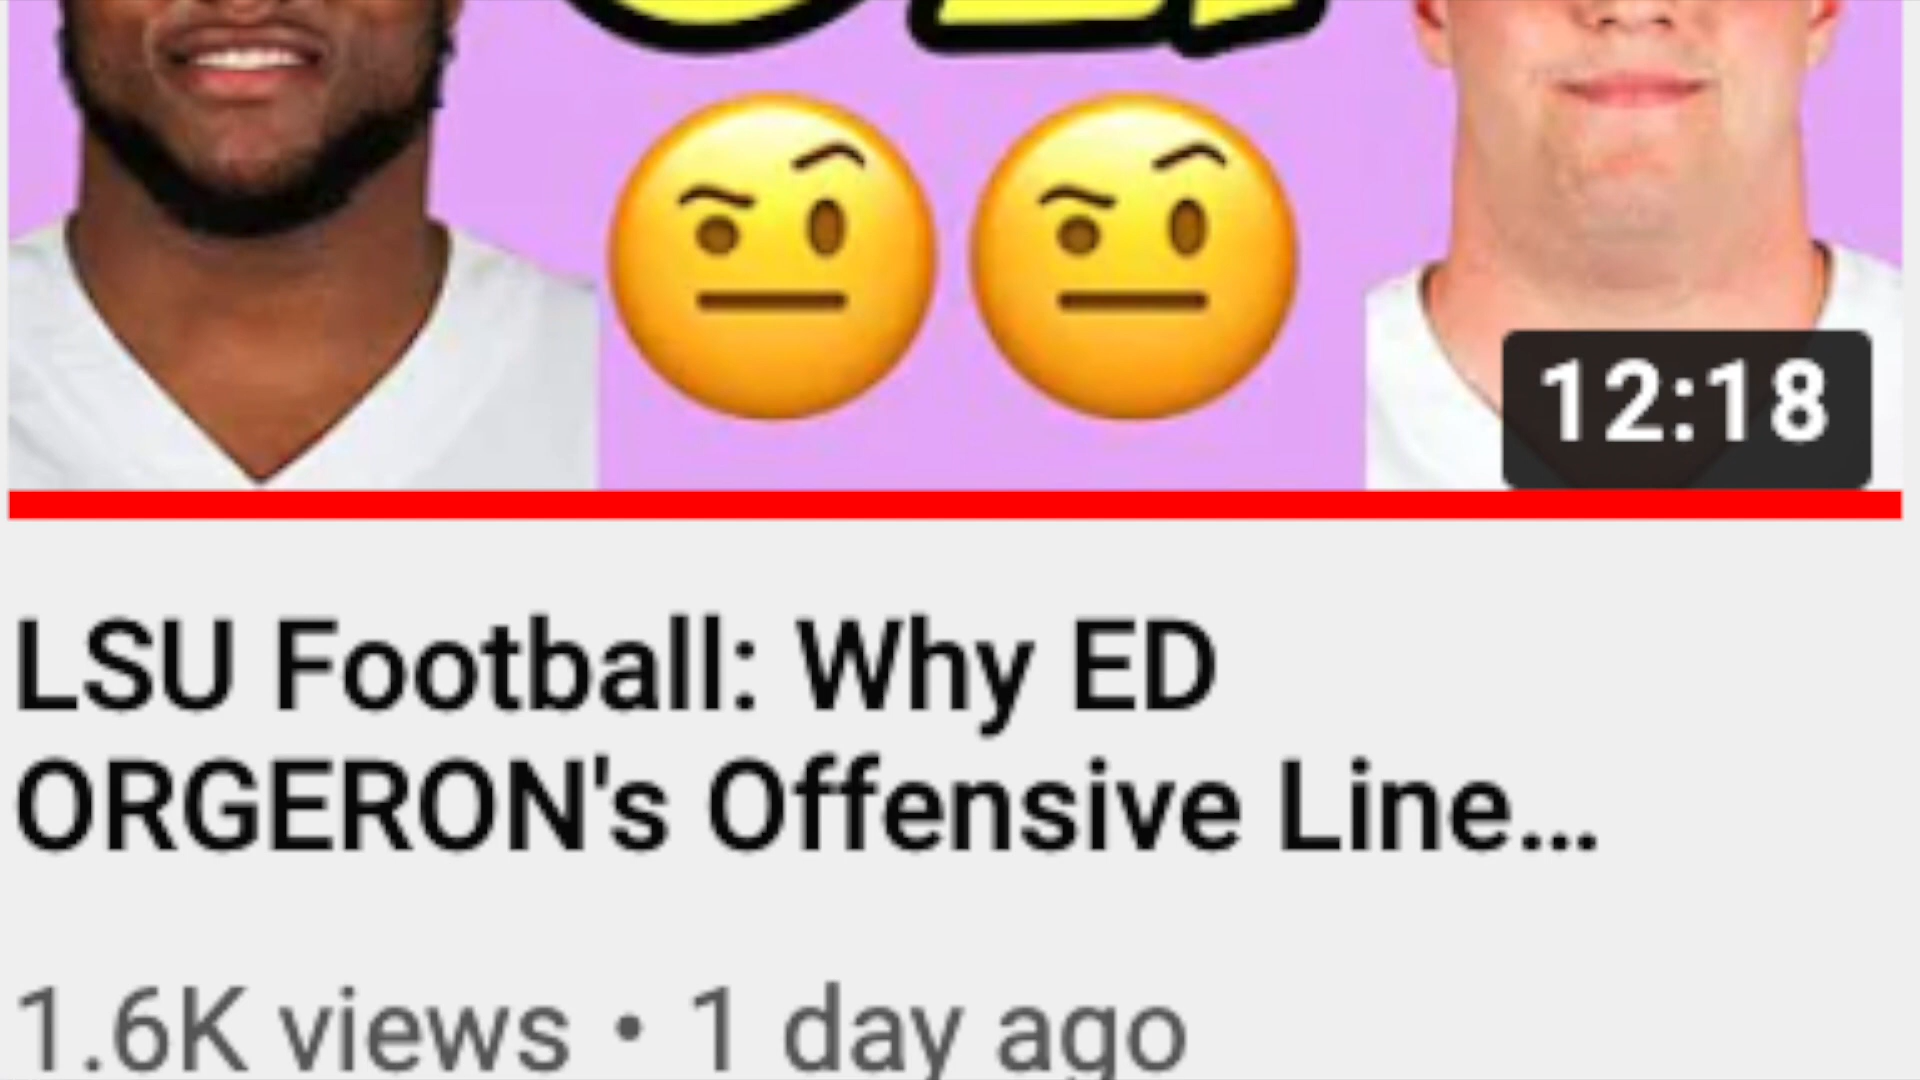 12:18
LSU Football: Why ED
ORGERON's Offensive Line...
1.6K views • 1 day ago